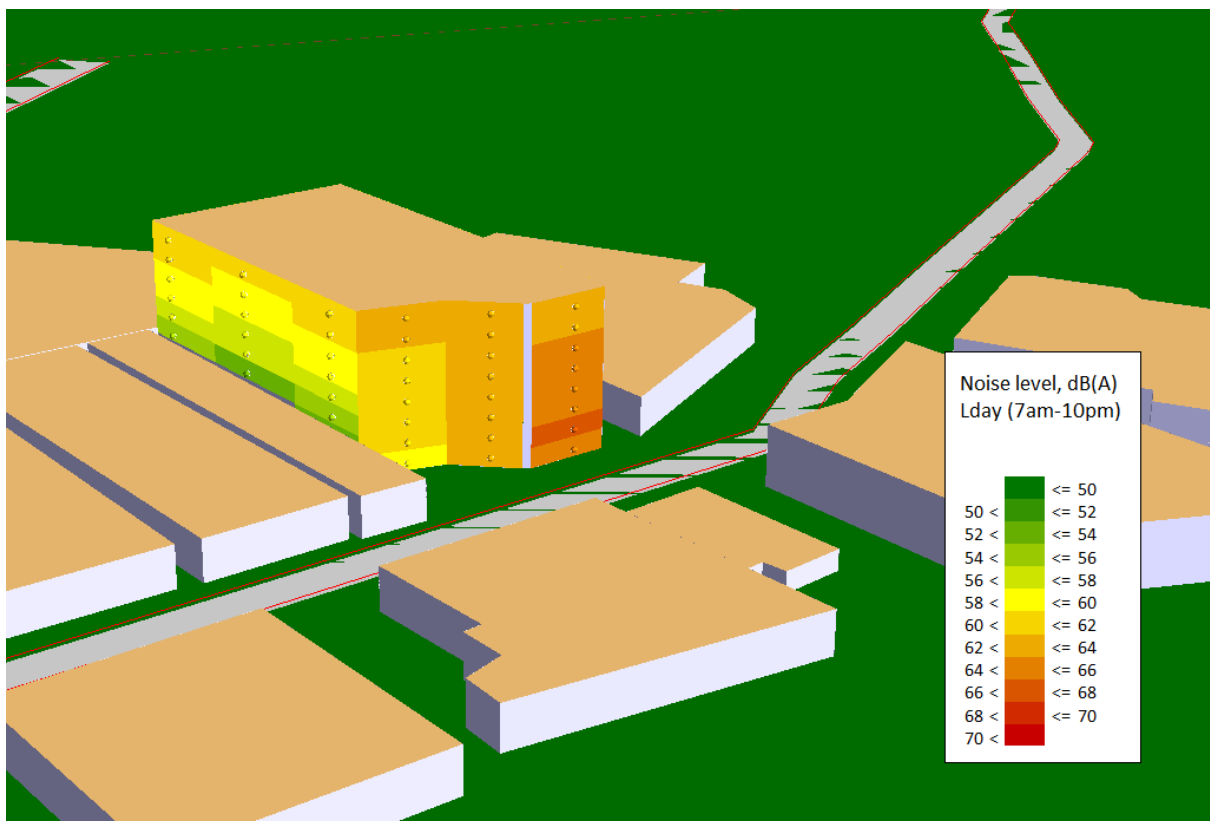 Noise level, dB(A)
Lday (7am-10pm)
<= 50
50 < <= 52
52 < <= 54
54 < <= 56
56 < <= 58
58 < <= 60
60 < <= 62
62 < <= 64
64 < <= 66
66 < <= 68
68 < <= 70
70 <